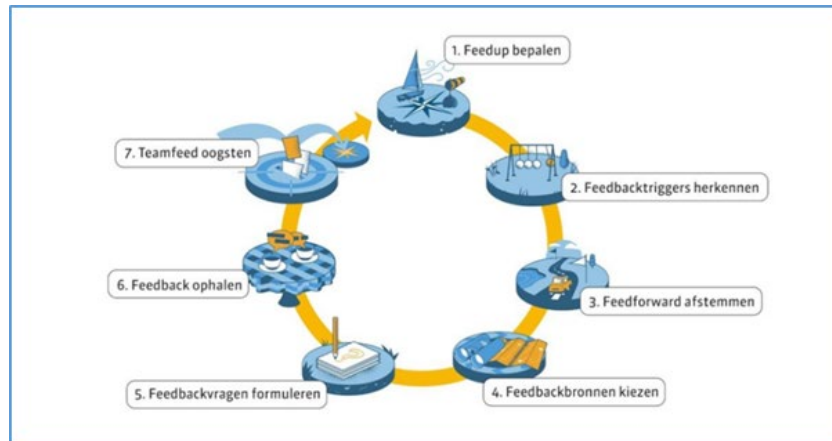 1. Feedup bepalen
2. Feedbacktriggers herkennen
3. Feedforward afstemmen
4. Feedbackbronnen kiezen
5. Feedbackvragen formuleren
6. Feedback ophalen
7. Teamfeed oogsten